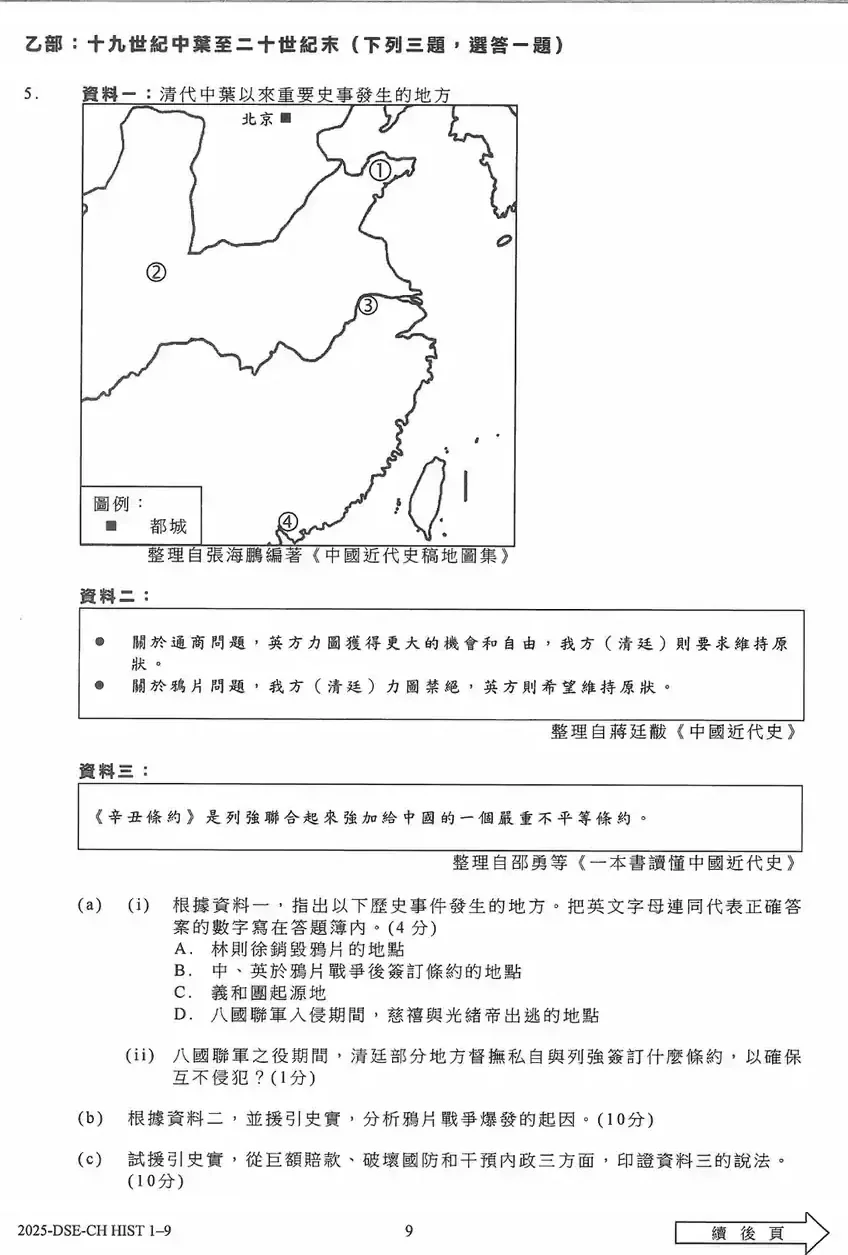 乙部：十九世紀中葉至二十世紀末（下列三題，選答一題）
5. 資料一：清代中葉以來重要史事發生的地方
北京■
①
②
③
④
圖例：
■ 都城
整理自張海鵬編著《中國近代史稿地圖集》
資料二：
● 關於通商問題，英方力圖獲得更大的機會和自由，我方（清廷）則要求維持原
狀。
● 關於鴉片問題，我方（清廷）力圖禁絕，英方則希望維持原狀。
整理自蔣廷黻《中國近代史》
資料三：
《辛丑條約》是列強聯合起來強加給中國的一個嚴重不平等條約。
整理自邵勇等《一本書讀懂中國近代史》
(a) (i) 根據資料一，指出以下歷史事件發生的地方。把英文字母連同代表正確答
案的數字寫在答題簿內。(4 分)
A. 林則徐銷毀鴉片的地點
B. 中、英於鴉片戰爭後簽訂條約的地點
C. 義和團起源地
D. 八國聯軍入侵期間，慈禧與光緒帝出逃的地點
(ii) 八國聯軍之役期間，清廷部分地方督撫私自與列強簽訂什麼條約，以確保
互不侵犯？(1分)
(b) 根據資料二，並援引史實，分析鴉片戰爭爆發的起因。(10分)
(c) 試援引史實，從巨額賠款、破壞國防和干預內政三方面，印證資料三的說法。
(10分)
2025-DSE-CH HIST 1–9 9 續後頁